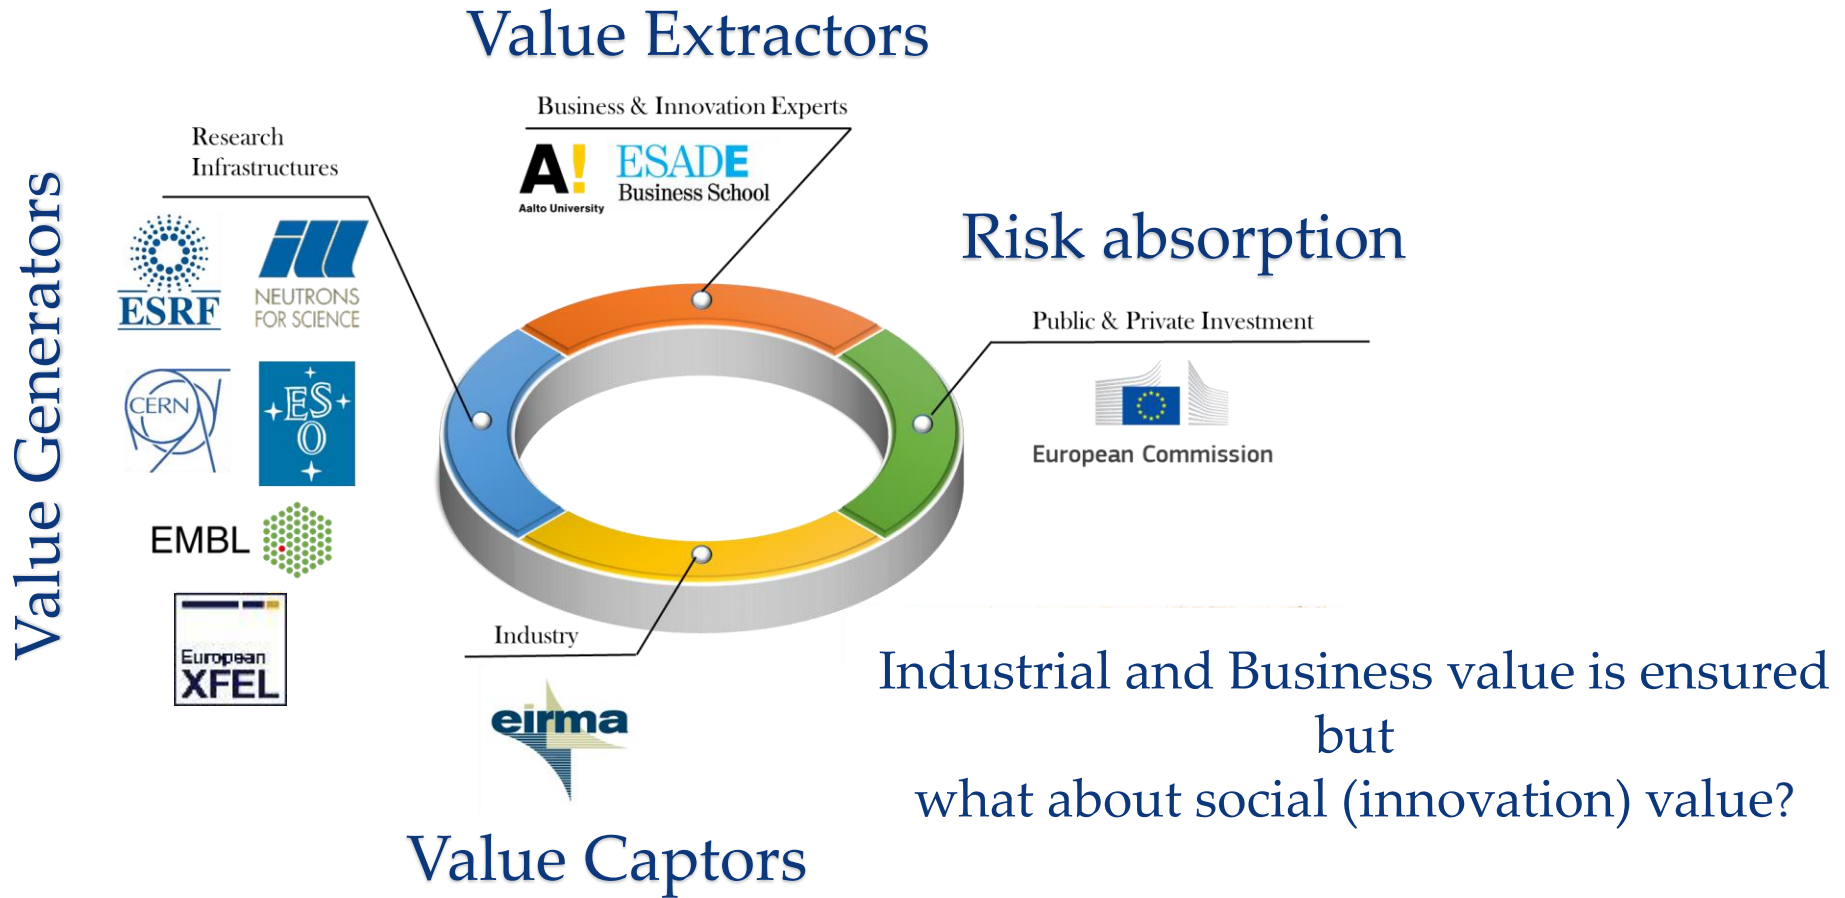 Value Extractors
Business & Innovation Experts
A!
Aalto University
ESADE
Business School
Research
Infrastructures
Value Generators
ESRF
ill
NEUTRONS
FOR SCIENCE
CERN
ES
O
EMBL
European
XFEL
Risk absorption
Public & Private Investment
European Commission
Industry
eirma
Value Captors
Industrial and Business value is ensured
but
what about social (innovation) value?